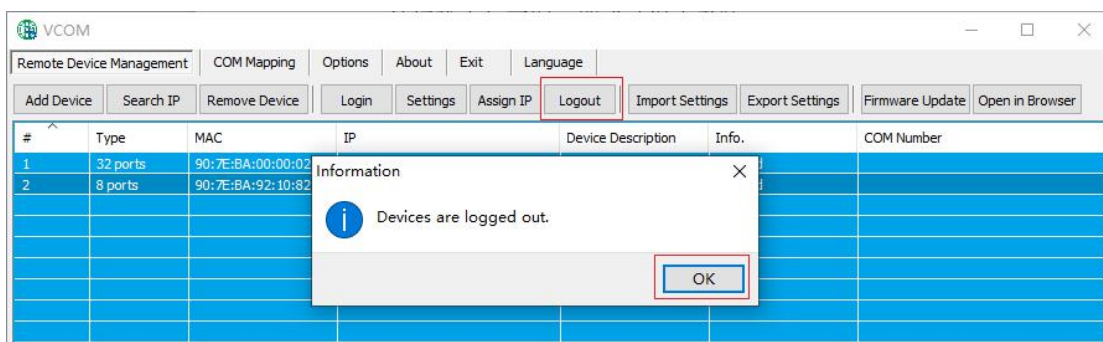 VCOM
Remote Device Management COM Mapping Options About Exit Language
Add Device Search IP Remove Device Login Settings Assign IP Logout Import Settings Export Settings Firmware Update Open in Browser
# Type MAC IP Device Description Info. COM Number
1 32 ports 90:7E:BA:00:00:02
2 8 ports 90:7E:BA:92:10:82
Information
Devices are logged out.
OK